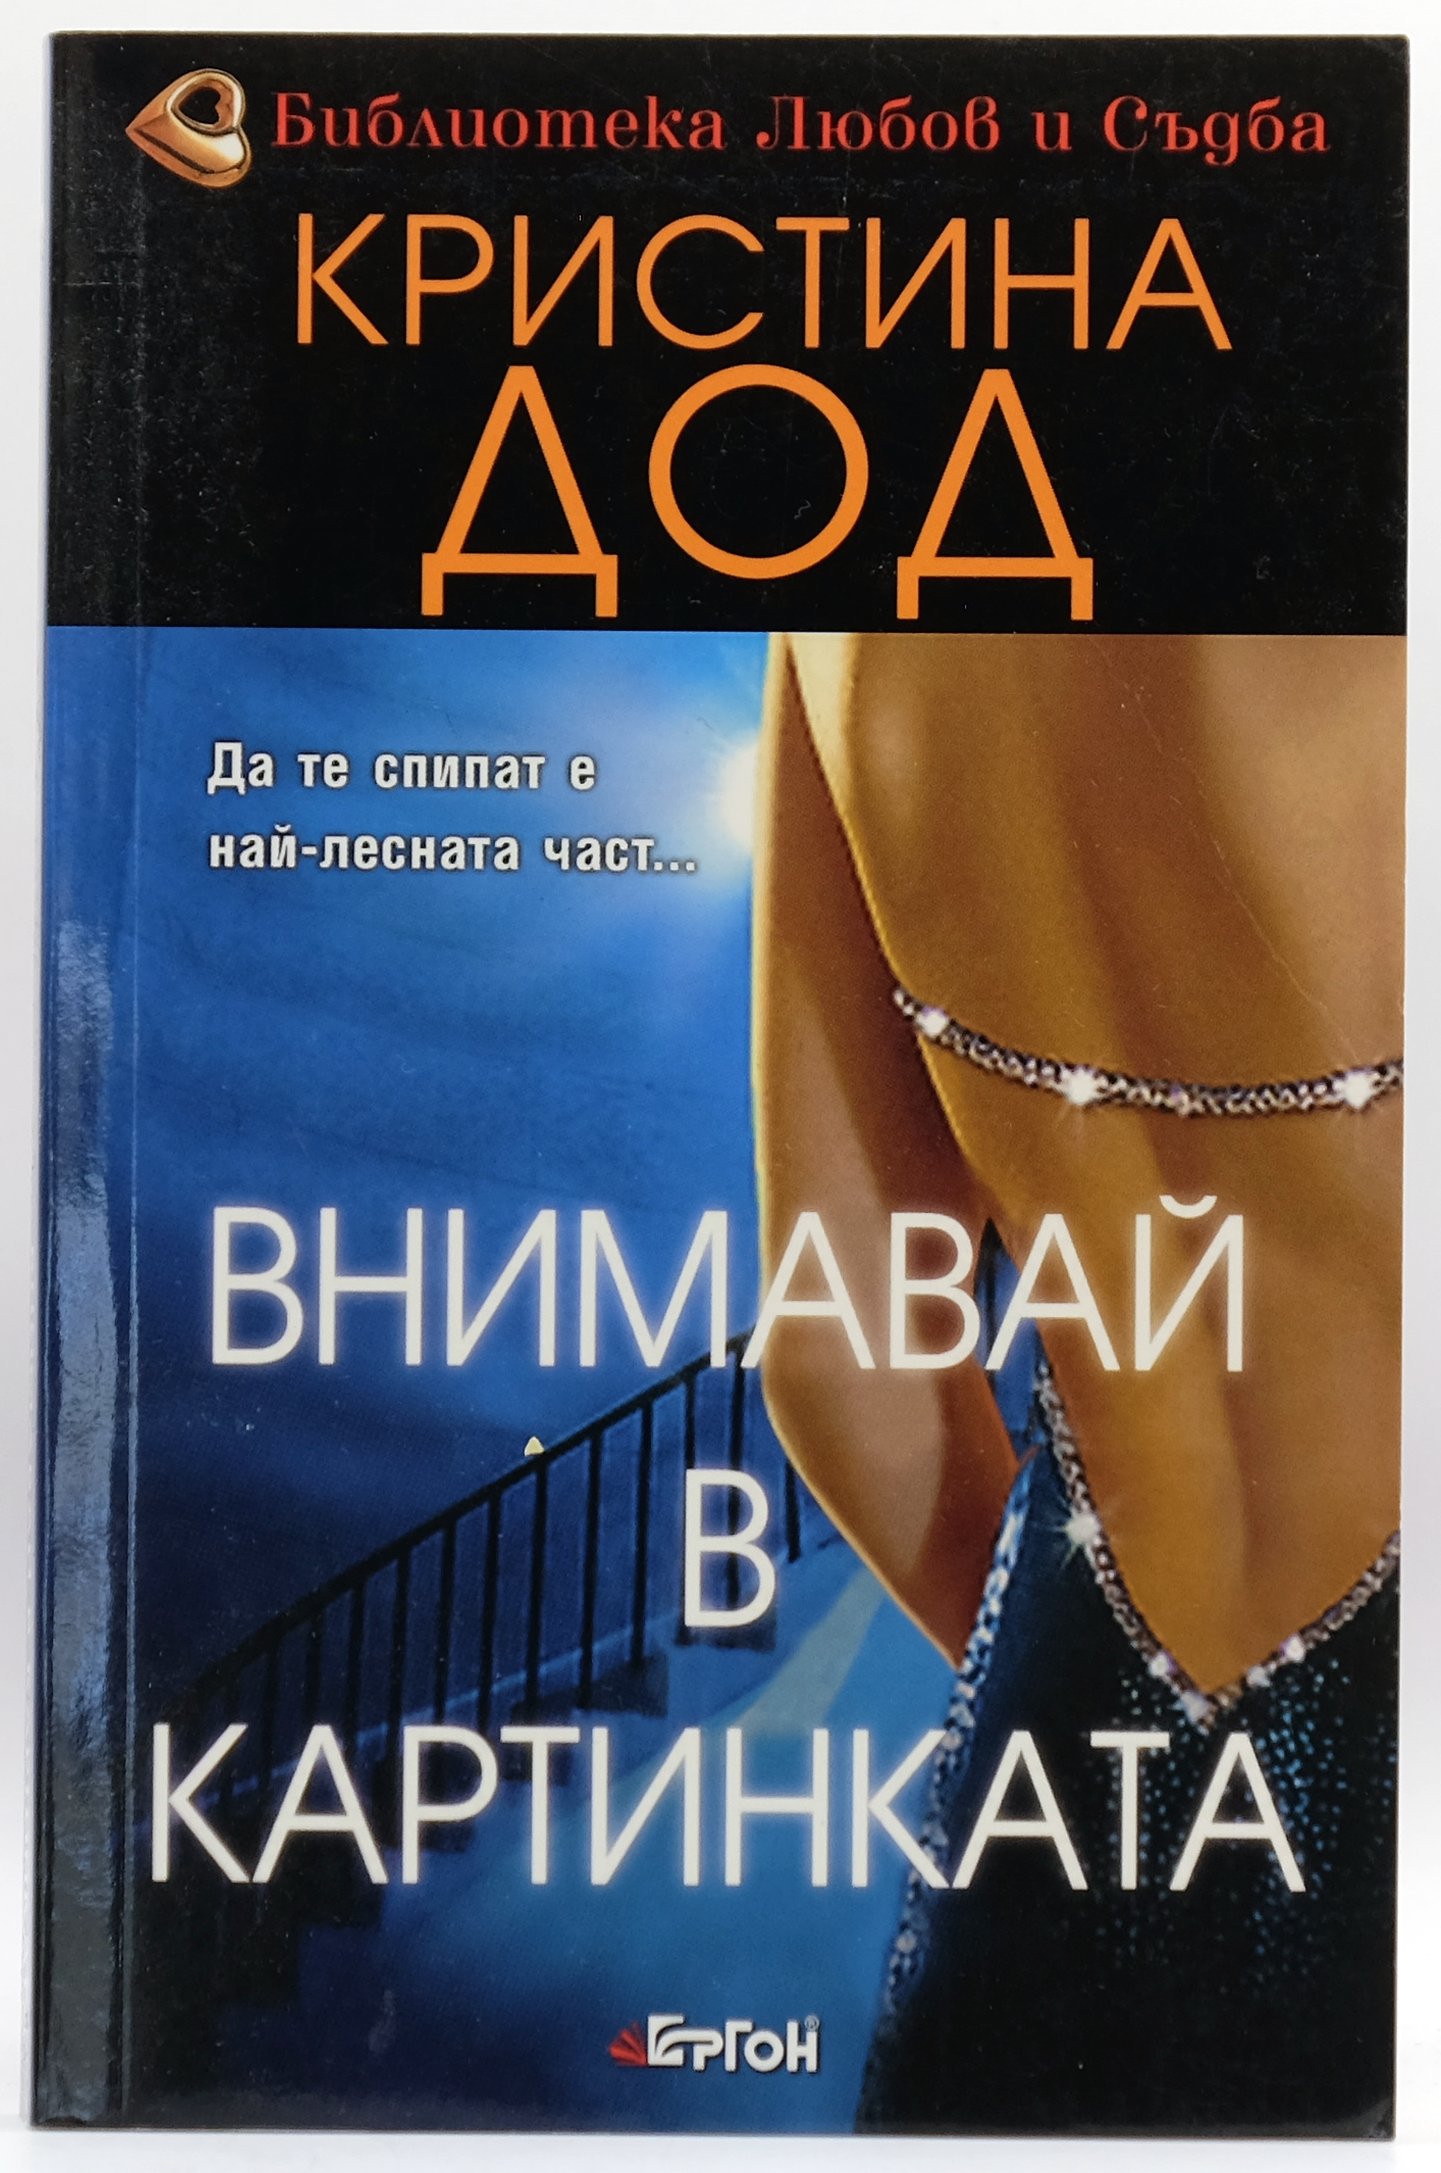 Библиотека Любов и Съдба
КРИСТИНА
ДОД
Да те спипат е
най-лесната част...
ВНИМАВАЙ
В
КАРТИНКАТА
ЕРГОН®